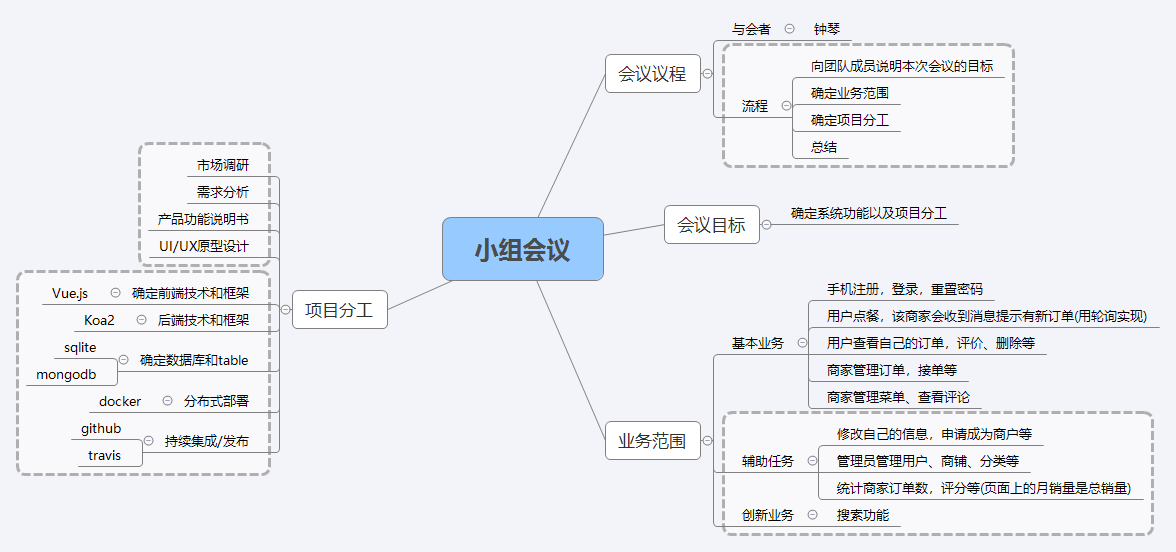 小组会议
会议议程
与会者
钟琴
流程
向团队成员说明本次会议的目标
确定业务范围
确定项目分工
总结
会议目标
确定系统功能以及项目分工
业务范围
基本业务
手机注册，登录，重置密码
用户点餐，该商家会收到消息提示有新订单(用轮询实现)
用户查看自己的订单，评价、删除等
商家管理订单，接单等
商家管理菜单、查看评论
辅助任务
修改自己的信息，申请成为商户等
管理员管理用户、商铺、分类等
统计商家订单数，评分等(页面上的月销量是总销量)
创新业务
搜索功能
项目分工
市场调研
需求分析
产品功能说明书
UI/UX原型设计
确定前端技术和框架
Vue.js
后端技术和框架
Koa2
确定数据库和table
sqlite
mongodb
分布式部署
docker
持续集成/发布
github
travis